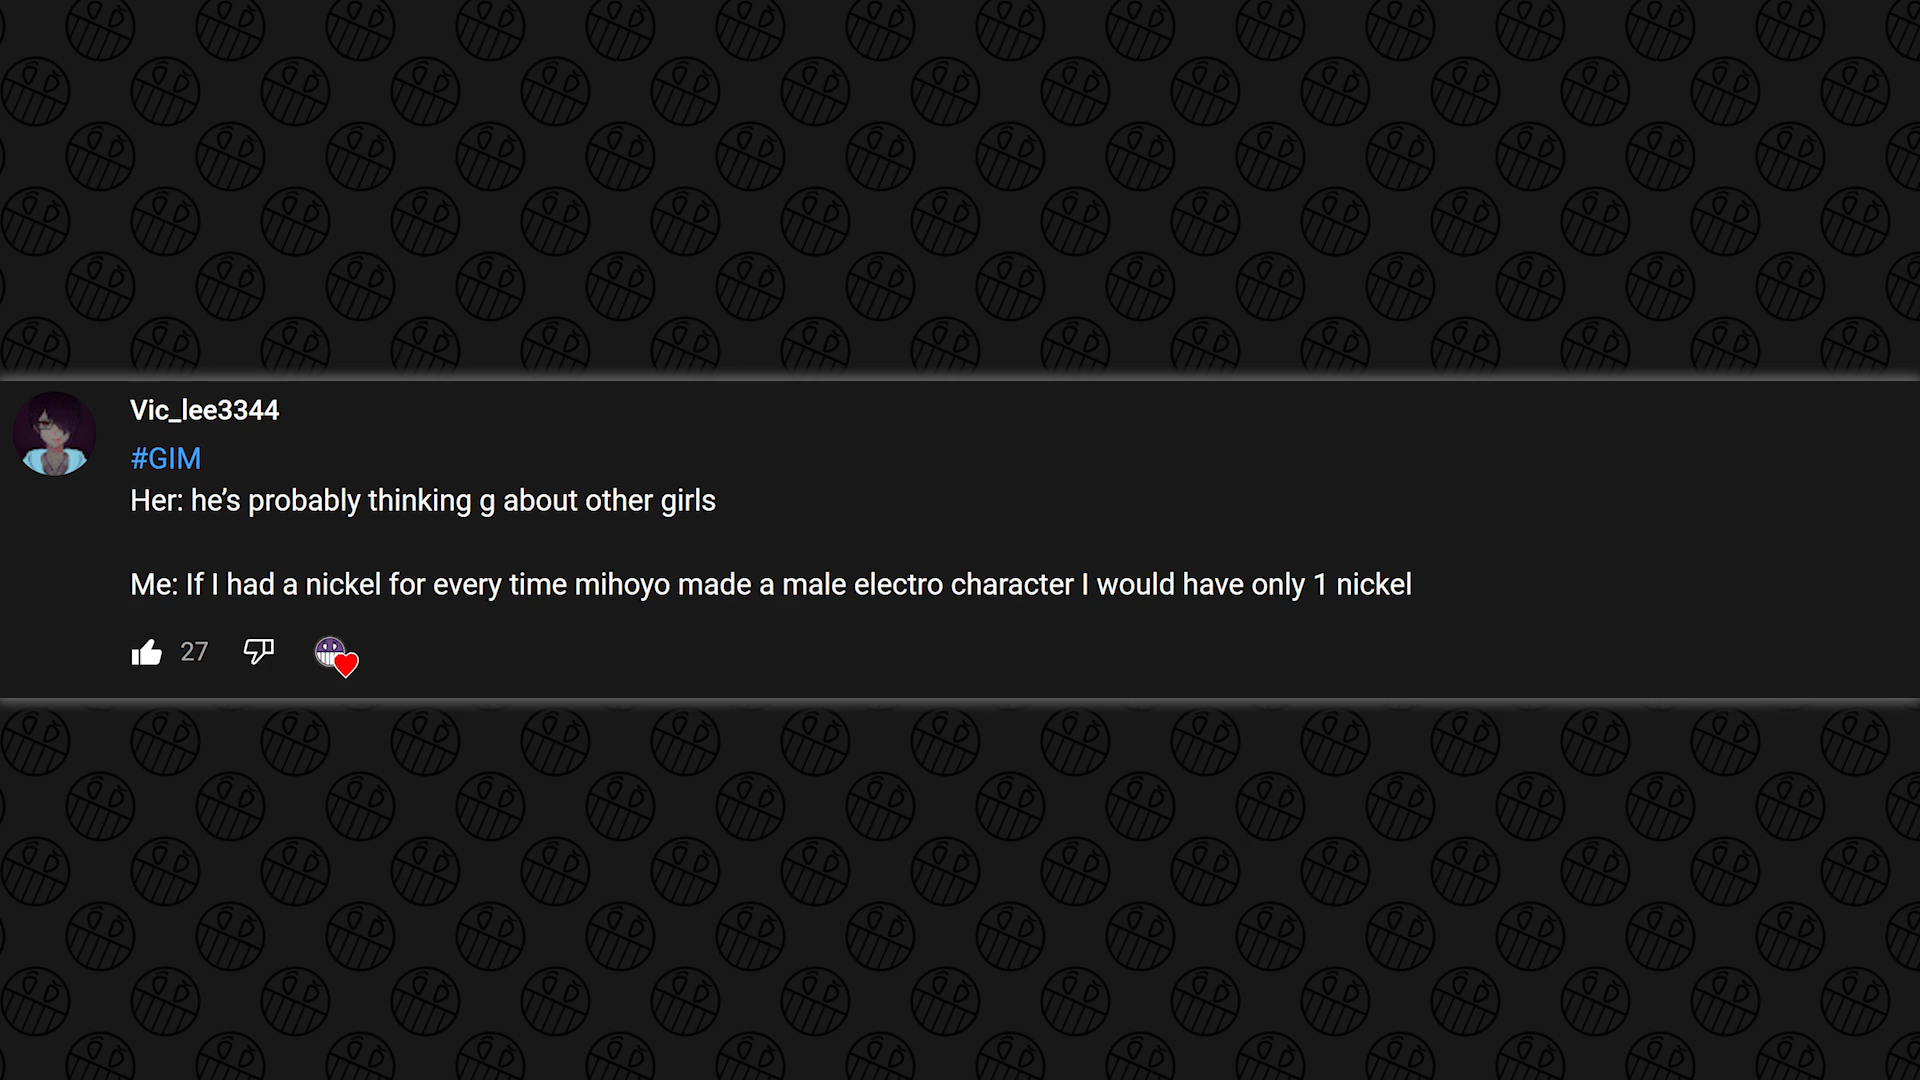 Vic_lee3344
#GIM
Her: he’s probably thinking g about other girls
Me: If I had a nickel for every time mihoyo made a male electro character I would have only 1 nickel
27